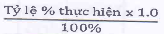 Tỷ lệ % thực hiện x 1.0
100%